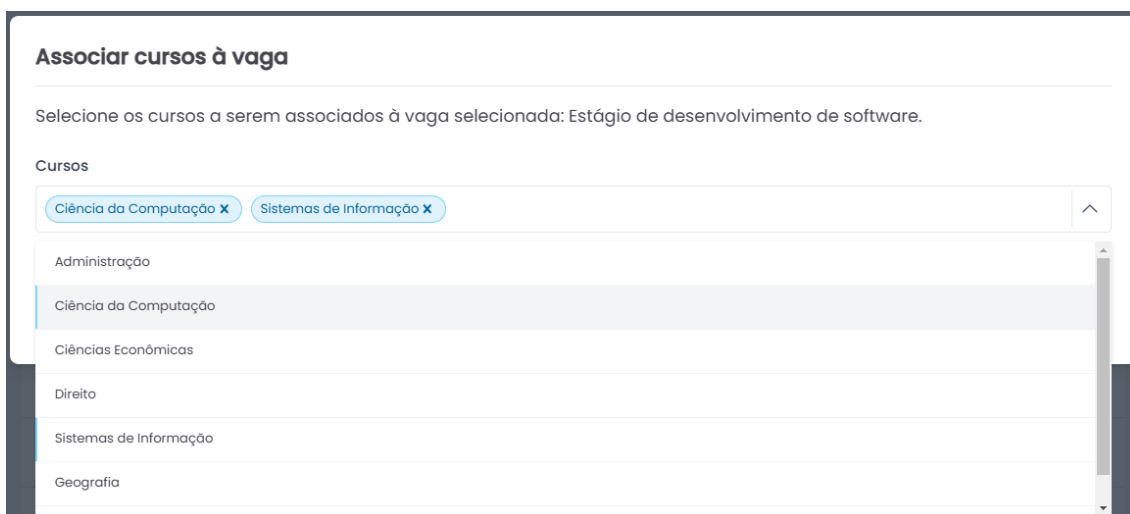 Associar cursos à vaga
Selecione os cursos a serem associados à vaga selecionada: Estágio de desenvolvimento de software.
Cursos
Ciência da Computação x Sistemas de Informação x
Administração
Ciência da Computação
Ciências Econômicas
Direito
Sistemas de Informação
Geografia